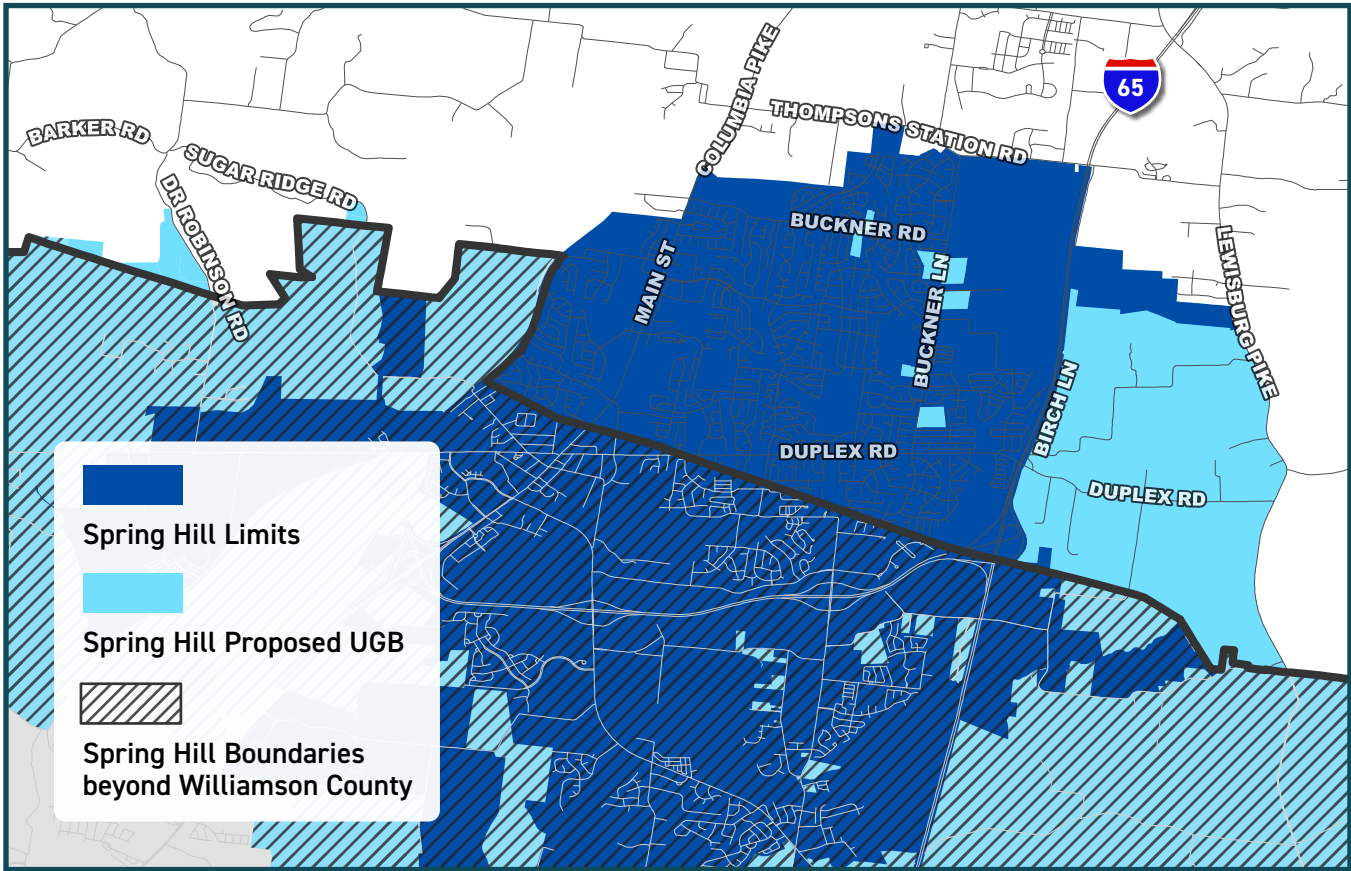 65
COLUMBIA PIKE
THOMPSONS STATION RD
BARKER RD
SUGAR RIDGE RD
DR ROBINSON RD
BUCKNER RD
MAIN ST
BUCKNER LN
LEWISBURG PIKE
BIRCH LN
DUPLEX RD
DUPLEX RD
Spring Hill Limits
Spring Hill Proposed UGB
Spring Hill Boundaries
beyond Williamson County